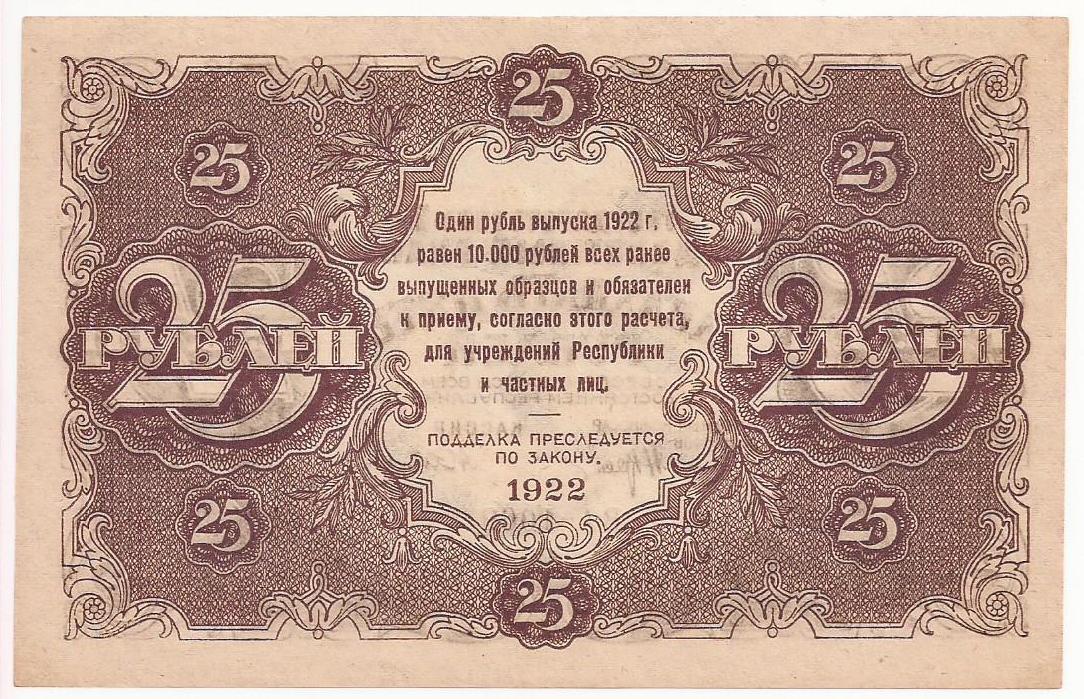 25
25
25
Один рубль выпуска 1922 г.
равен 10.000 рублей всех ранее
выпущенных образцов и обязателен
к приему, согласно этого расчета,
для учреждений Республики
и частных лиц.
25
РУБЛЕЙ
25
РУБЛЕЙ
ПОДДЕЛКА ПРЕСЛЕДУЕТСЯ
ПО ЗАКОНУ.
1922
25
25
25